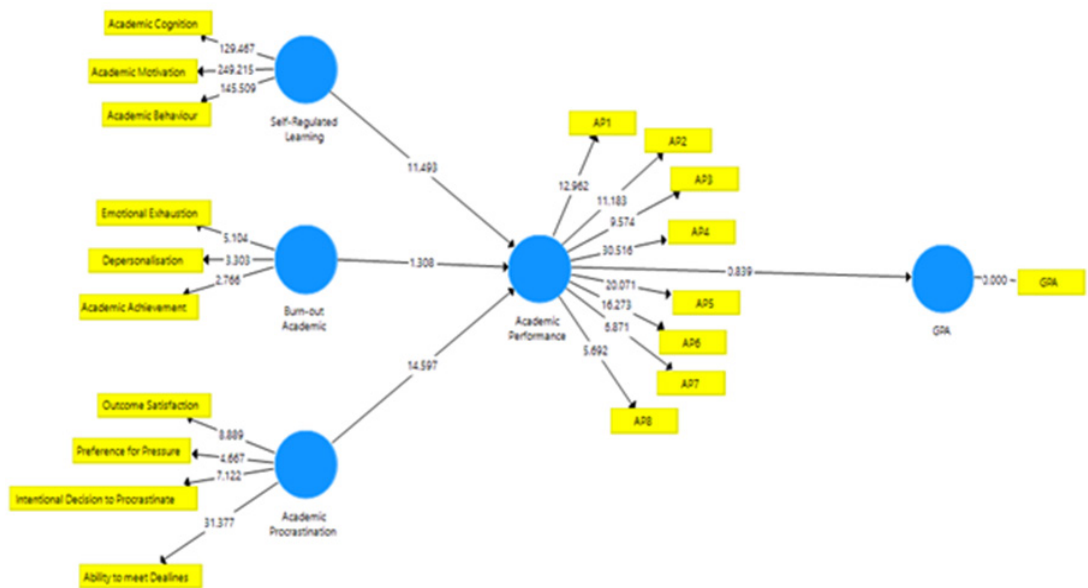 Academic Cognition
129.467
Academic Motivation
249.215
145.509
Academic Behaviour
Self-Regulated
Learning
11.493
Emotional Exhaustion
5.104
Depersonalisation
3.303
2.766
Academic Achievement
Burn-out
Academic
1.308
Outcome Satisfaction
8.889
Preference for Pressure
4.667
7.122
Intentional Decision to Procrastinate
31.377
Ability to meet Dealines
Academic
Procrastination
14.597
AP1
AP2
AP3
AP4
12.962
11.183
9.574
30.516
Academic
Performance
20.071
16.273
6.871
5.692
AP5
AP6
AP7
AP8
0.839
GPA
0.000
GPA